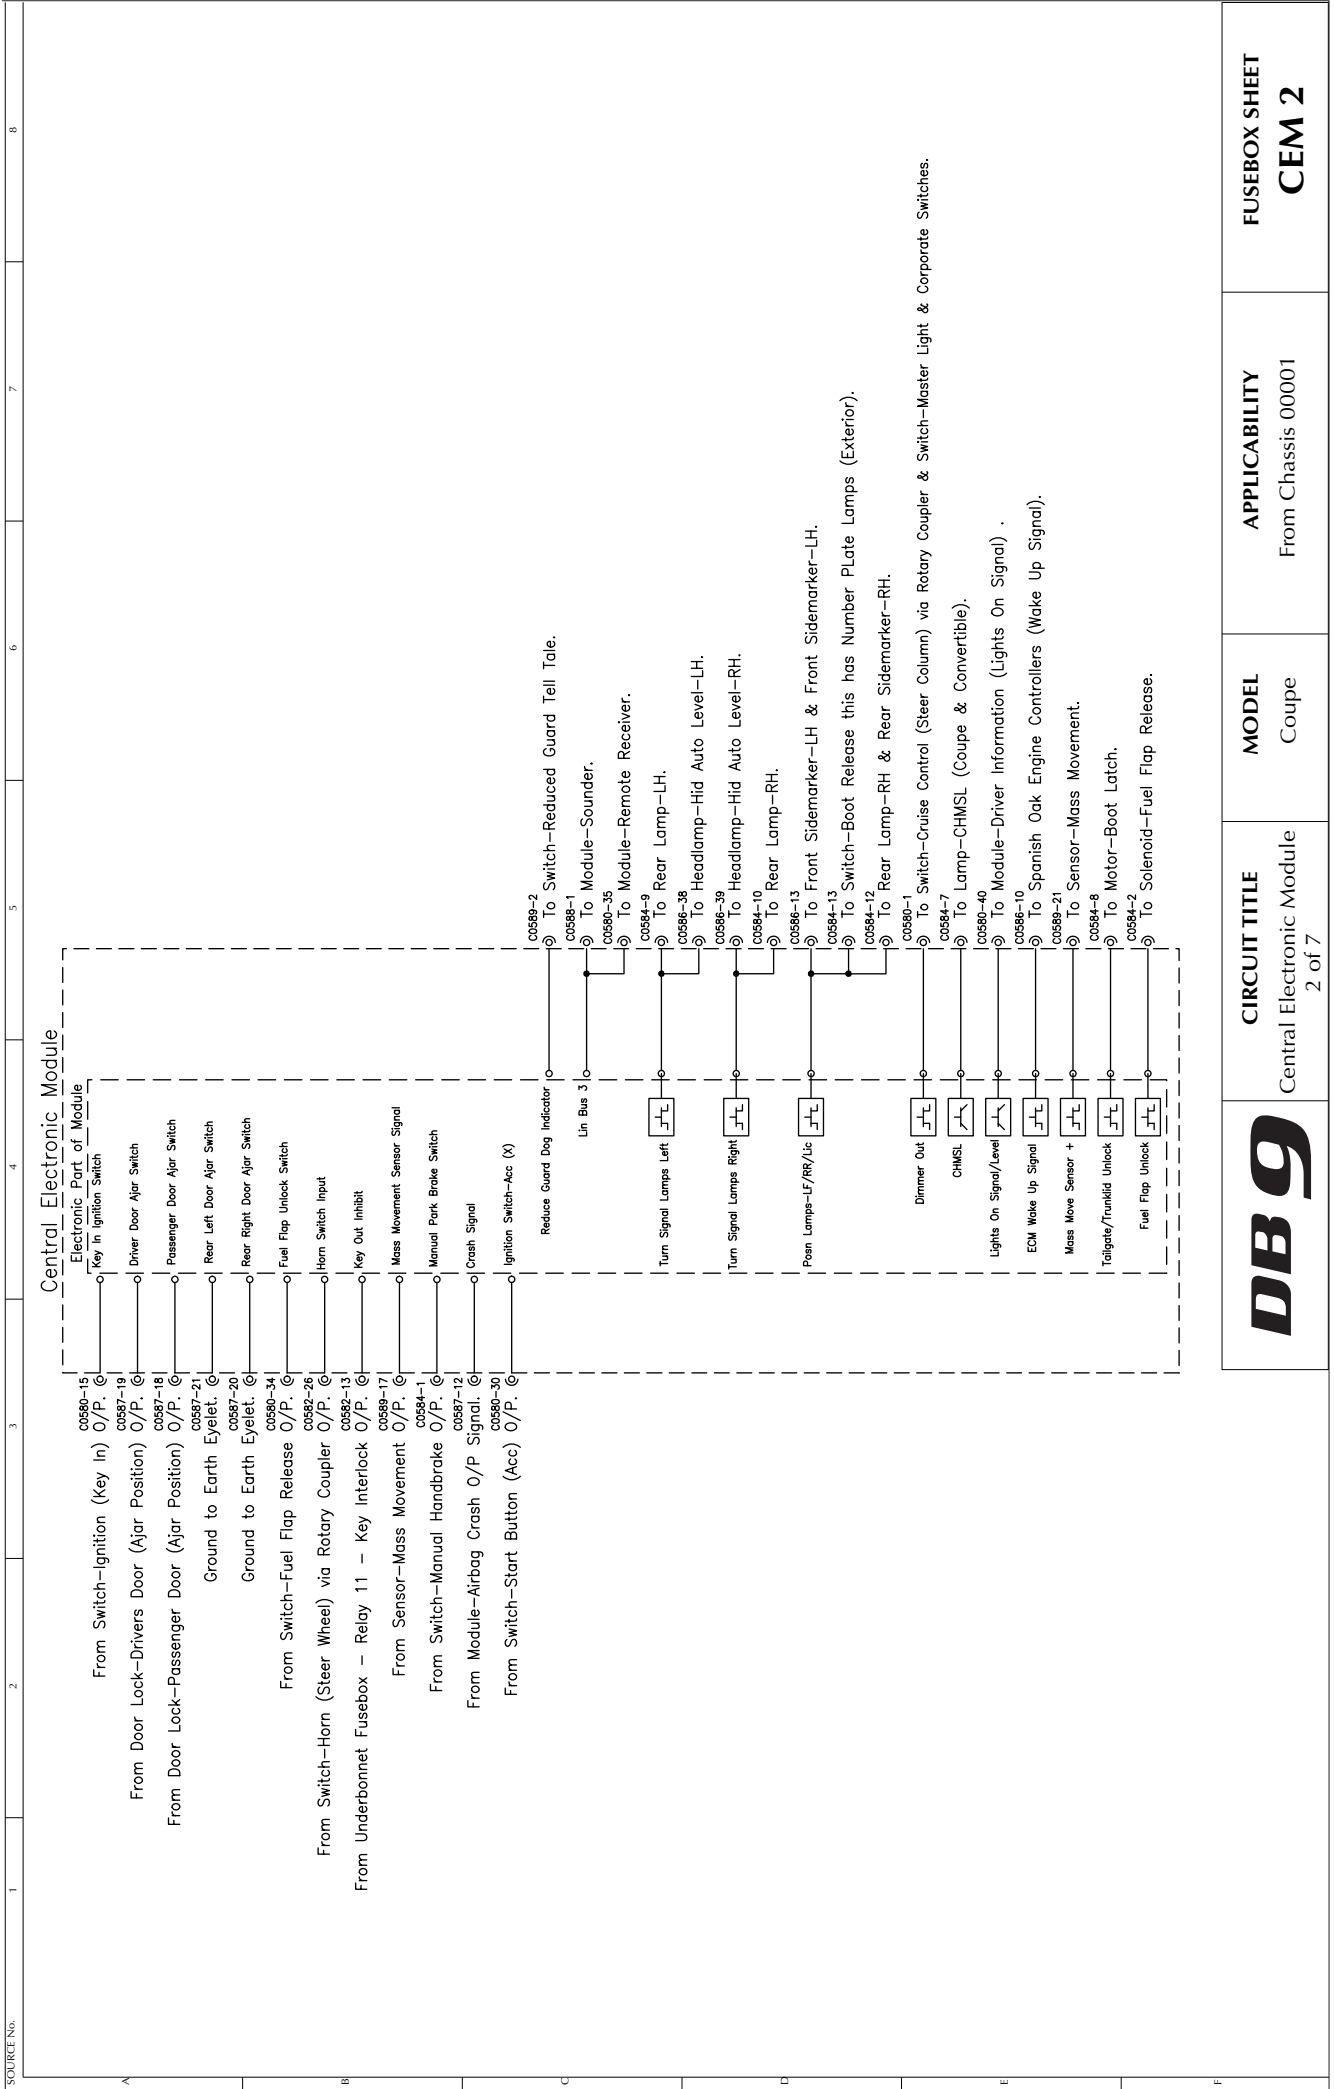 SOURCE No.
1
2
3
4
5
6
7
8
A
B
C
D
E
F
Central Electronic Module
Electronic Part of Module
C0580-15
From Switch-Ignition (Key In) O/P.
Key In Ignition Switch
C0587-19
From Door Lock-Drivers Door (Ajar Position) O/P.
Driver Door Ajar Switch
C0587-18
From Door Lock-Passenger Door (Ajar Position) O/P.
Passenger Door Ajar Switch
C0587-21
Ground to Earth Eyelet.
Rear Left Door Ajar Switch
C0587-20
Ground to Earth Eyelet.
Rear Right Door Ajar Switch
C0580-34
From Switch-Fuel Flap Release O/P.
Fuel Flap Unlock Switch
C0582-26
From Switch-Horn (Steer Wheel) via Rotary Coupler O/P.
Horn Switch Input
C0582-13
From Underbonnet Fusebox - Relay 11 - Key Interlock O/P.
Key Out Inhibit
C0589-17
From Sensor-Mass Movement O/P.
Mass Movement Sensor Signal
C0584-1
From Switch-Manual Handbrake O/P.
Manual Park Brake Switch
C0587-12
From Module-Airbag Crash O/P Signal.
Crash Signal
C0580-30
From Switch-Start Button (Acc) O/P.
Ignition Switch-Acc (X)
Reduce Guard Dog Indicator
C0589-2
To Switch-Reduced Guard Tell Tale.
Lin Bus 3
C0588-1
To Module-Sounder.
C0580-35
To Module-Remote Receiver.
Turn Signal Lamps Left
C0584-9
To Rear Lamp-LH.
C0586-38
To Headlamp-Hid Auto Level-LH.
Turn Signal Lamps Right
C0586-39
To Headlamp-Hid Auto Level-RH.
C0584-10
To Rear Lamp-RH.
Posn Lamps-LF/RR/Lic
C0586-13
To Front Sidemarker-LH & Front Sidemarker-LH.
C0584-13
To Switch-Boot Release this has Number PLate Lamps (Exterior).
C0584-12
To Rear Lamp-RH & Rear Sidemarker-RH.
Dimmer Out
C0580-1
To Switch-Cruise Control (Steer Column) via Rotary Coupler & Switch-Master Light & Corporate Switches.
CHMSL
C0584-7
To Lamp-CHMSL (Coupe & Convertible).
Lights On Signal/Level
C0580-40
To Module-Driver Information (Lights On Signal) .
ECM Wake Up Signal
C0586-10
To Spanish Oak Engine Controllers (Wake Up Signal).
Mass Move Sensor +
C0589-21
To Sensor-Mass Movement.
Tailgate/Trunklid Unlock
C0584-8
To Motor-Boot Latch.
Fuel Flap Unlock
C0584-2
To Solenoid-Fuel Flap Release.
DB9
CIRCUIT TITLE
Central Electronic Module
2 of 7
MODEL
Coupe
APPLICABILITY
From Chassis 00001
FUSEBOX SHEET
CEM 2